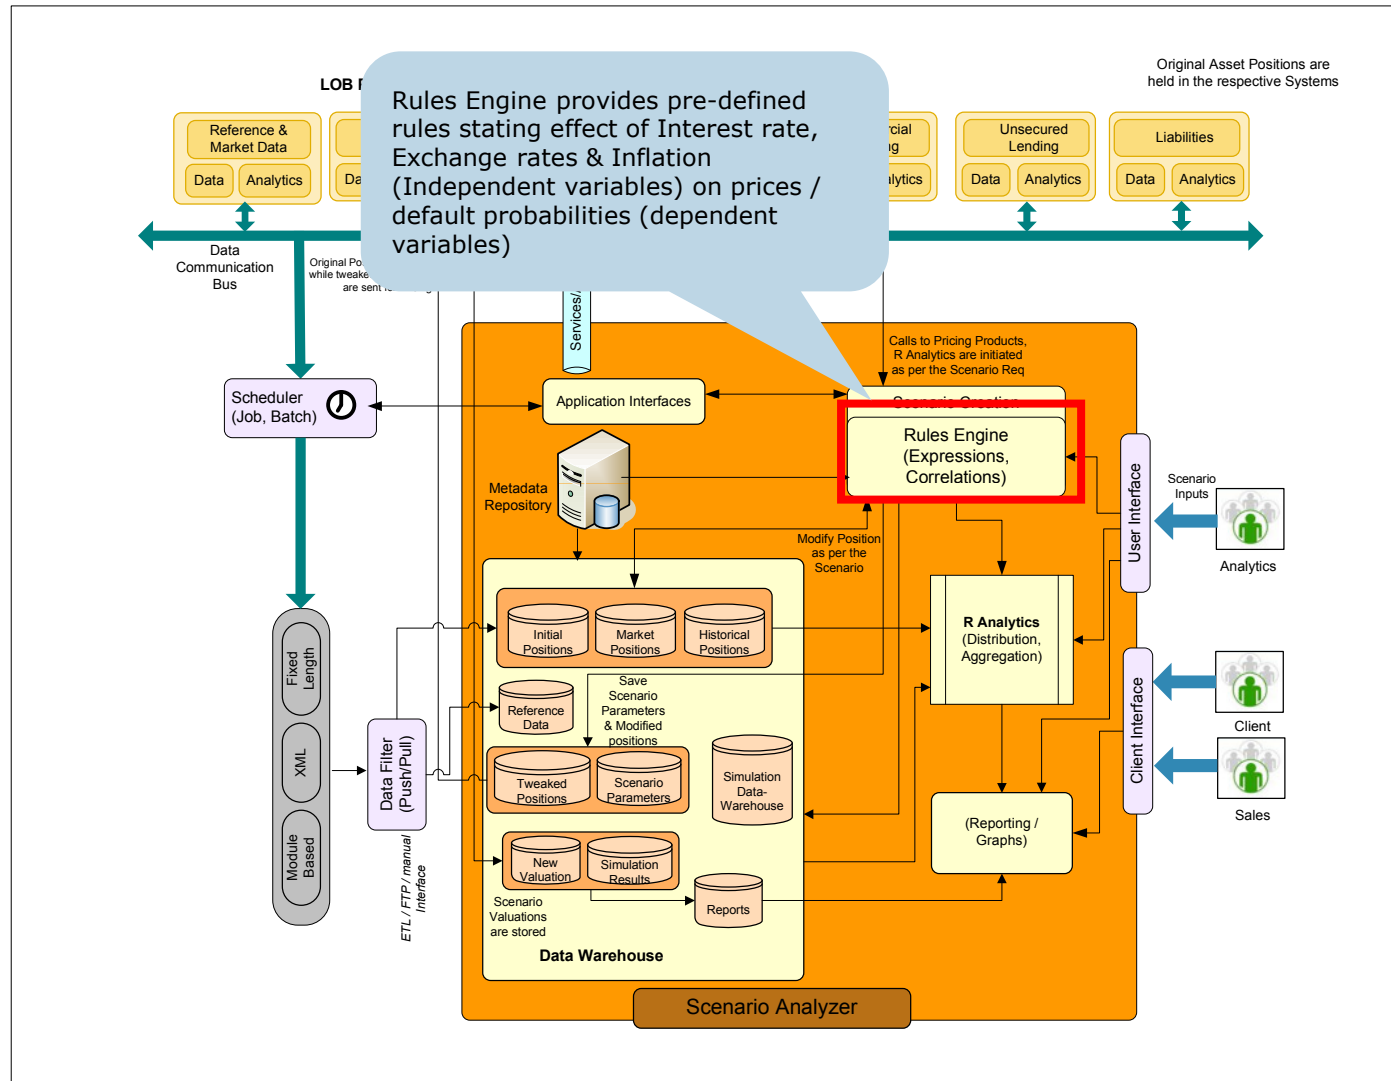 Original Asset Positions are
held in the respective Systems
LOB
Rules Engine provides pre-defined
rules stating effect of Interest rate,
Exchange rates & Inflation
(Independent variables) on prices /
default probabilities (dependent
variables)
Reference &
Market Data
Data
Analytics
Unsecured
Lending
Data
Analytics
Liabilities
Data
Analytics
Data
Communication
Bus
Original
while
are
Services/
Calls to Pricing Products,
R Analytics are initiated
as per the Scenario Req
Scheduler
(Job, Batch)
Application Interfaces
Scenario Creation
Rules Engine
(Expressions,
Correlations)
Metadata
Repository
Modify Position
as per the
Scenario
User Interface
Scenario
Inputs
Analytics
Initial
Positions
Market
Positions
Historical
Positions
R Analytics
(Distribution,
Aggregation)
Fixed
Length
XML
Module
Based
Data Filter
(Push/Pull)
ETL / FTP / manual
Interface
Reference
Data
Save
Scenario
Parameters
& Modified
positions
Tweaked
Positions
Scenario
Parameters
Simulation
Data-
Warehouse
Client Interface
Client
Sales
(Reporting /
Graphs)
New
Valuation
Simulation
Results
Reports
Scenario
Valuations
are stored
Data Warehouse
Scenario Analyzer